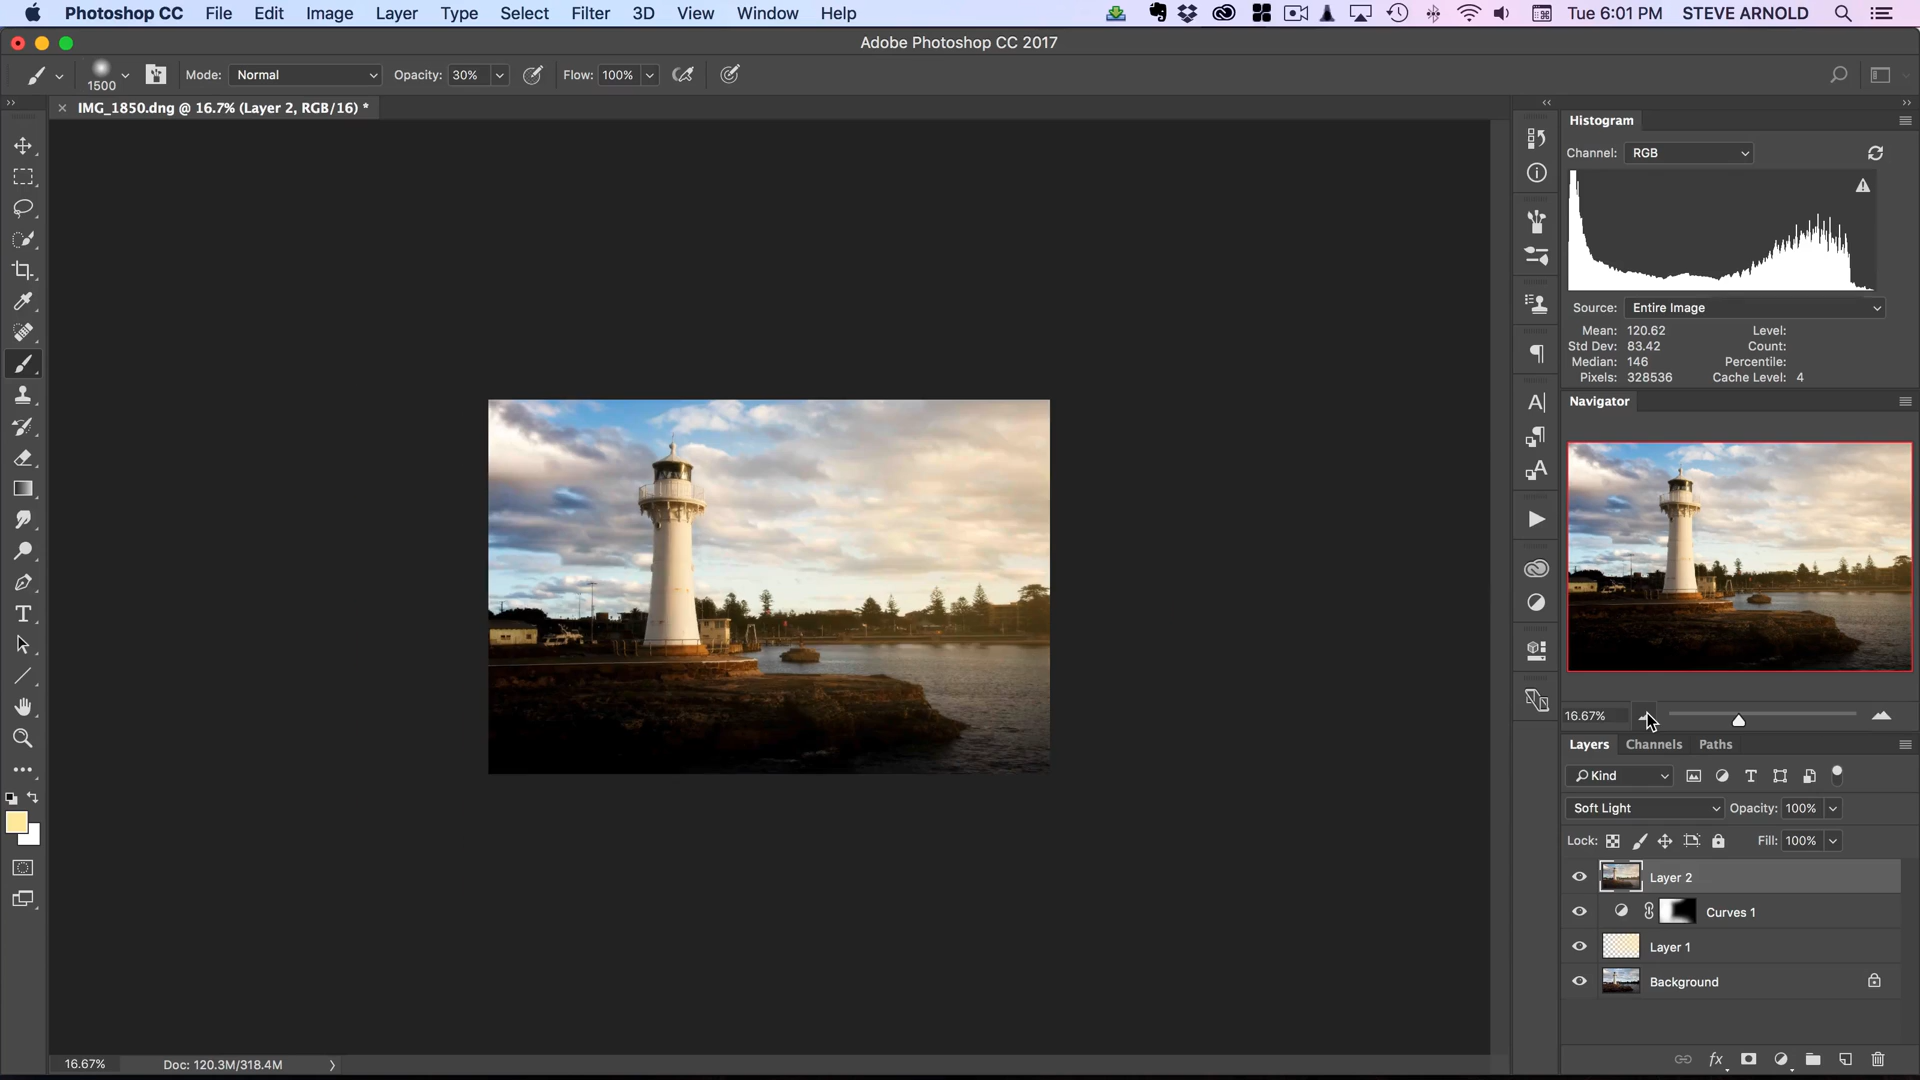 Photoshop CC File Edit Image Layer Type Select Filter 3D View Window Help Tue 6:01 PM STEVE ARNOLD
Adobe Photoshop CC 2017
1500 Mode: Normal Opacity: 30% Flow: 100%
IMG_1850.dng @ 16.7% (Layer 2, RGB/16) *
Histogram
Channel: RGB
Source: Entire Image
Mean: 120.62 Level:
Std Dev: 83.42 Count:
Median: 146 Percentile:
Pixels: 328536 Cache Level: 4
Navigator
16.67%
Layers Channels Paths
Kind
Soft Light Opacity: 100%
Lock: Fill: 100%
Layer 2
Curves 1
Layer 1
Background
fx
16.67% Doc: 120.3M/318.4M